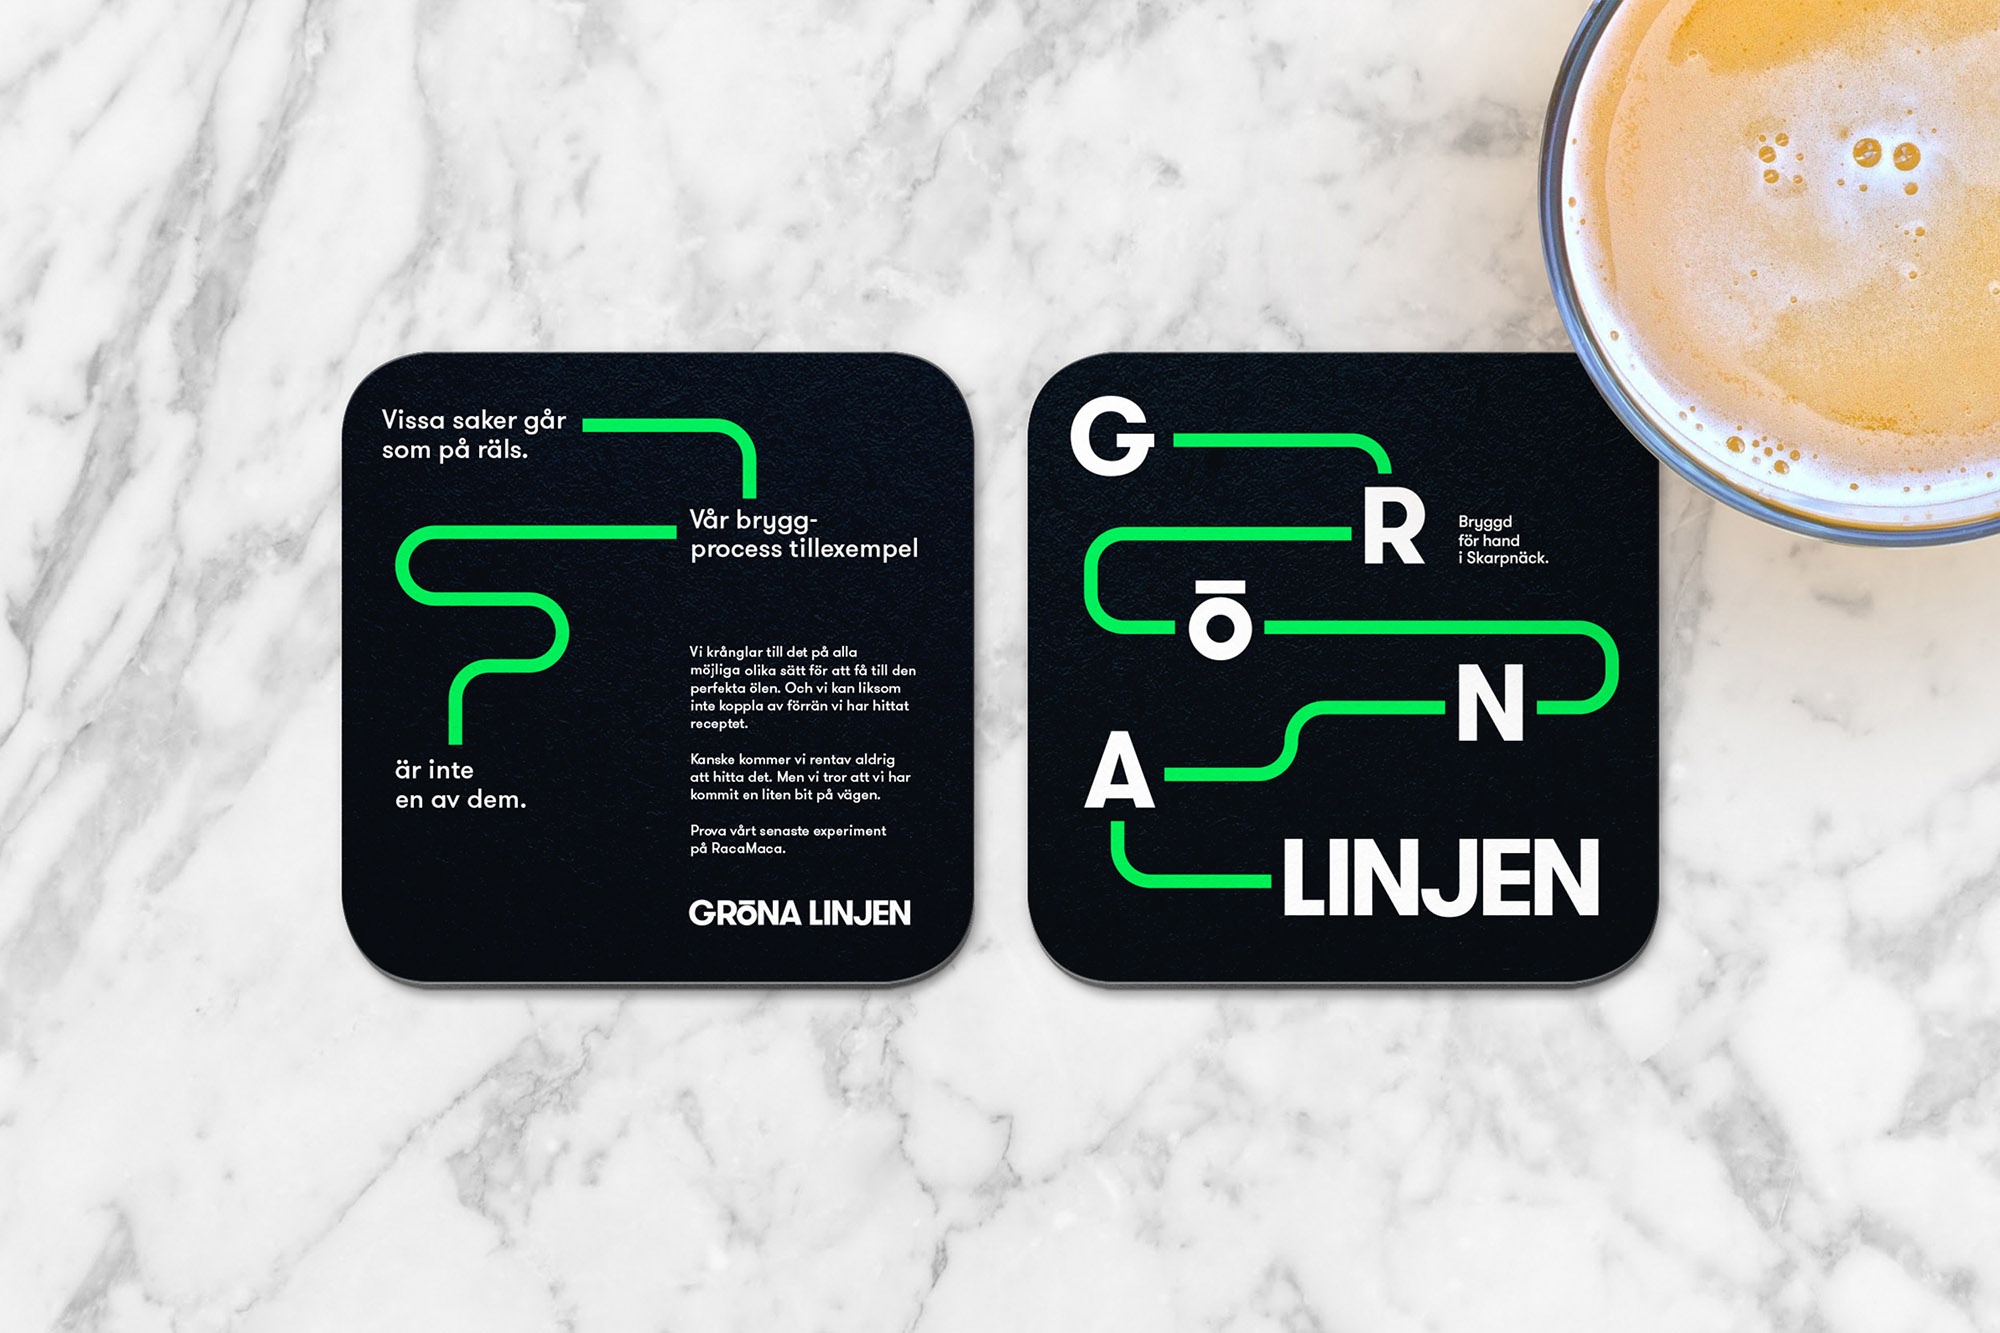 Vissa saker går
som på räls.
Vår brygg-
process tillexempel
är inte
en av dem.
Vi krånglar till det på alla
möjliga olika sätt för att få till den
perfekta ölen. Och vi kan liksom
inte koppla av förrän vi har hittat
receptet.
Kanske kommer vi rentav aldrig
att hitta det. Men vi tror att vi har
kommit en liten bit på vägen.
Prova vårt senaste experiment
på RacaMaca.
GRŌNA LINJEN
G
R
Bryggd
för hand
i Skarpnäck.
Ō
N
A
LINJEN